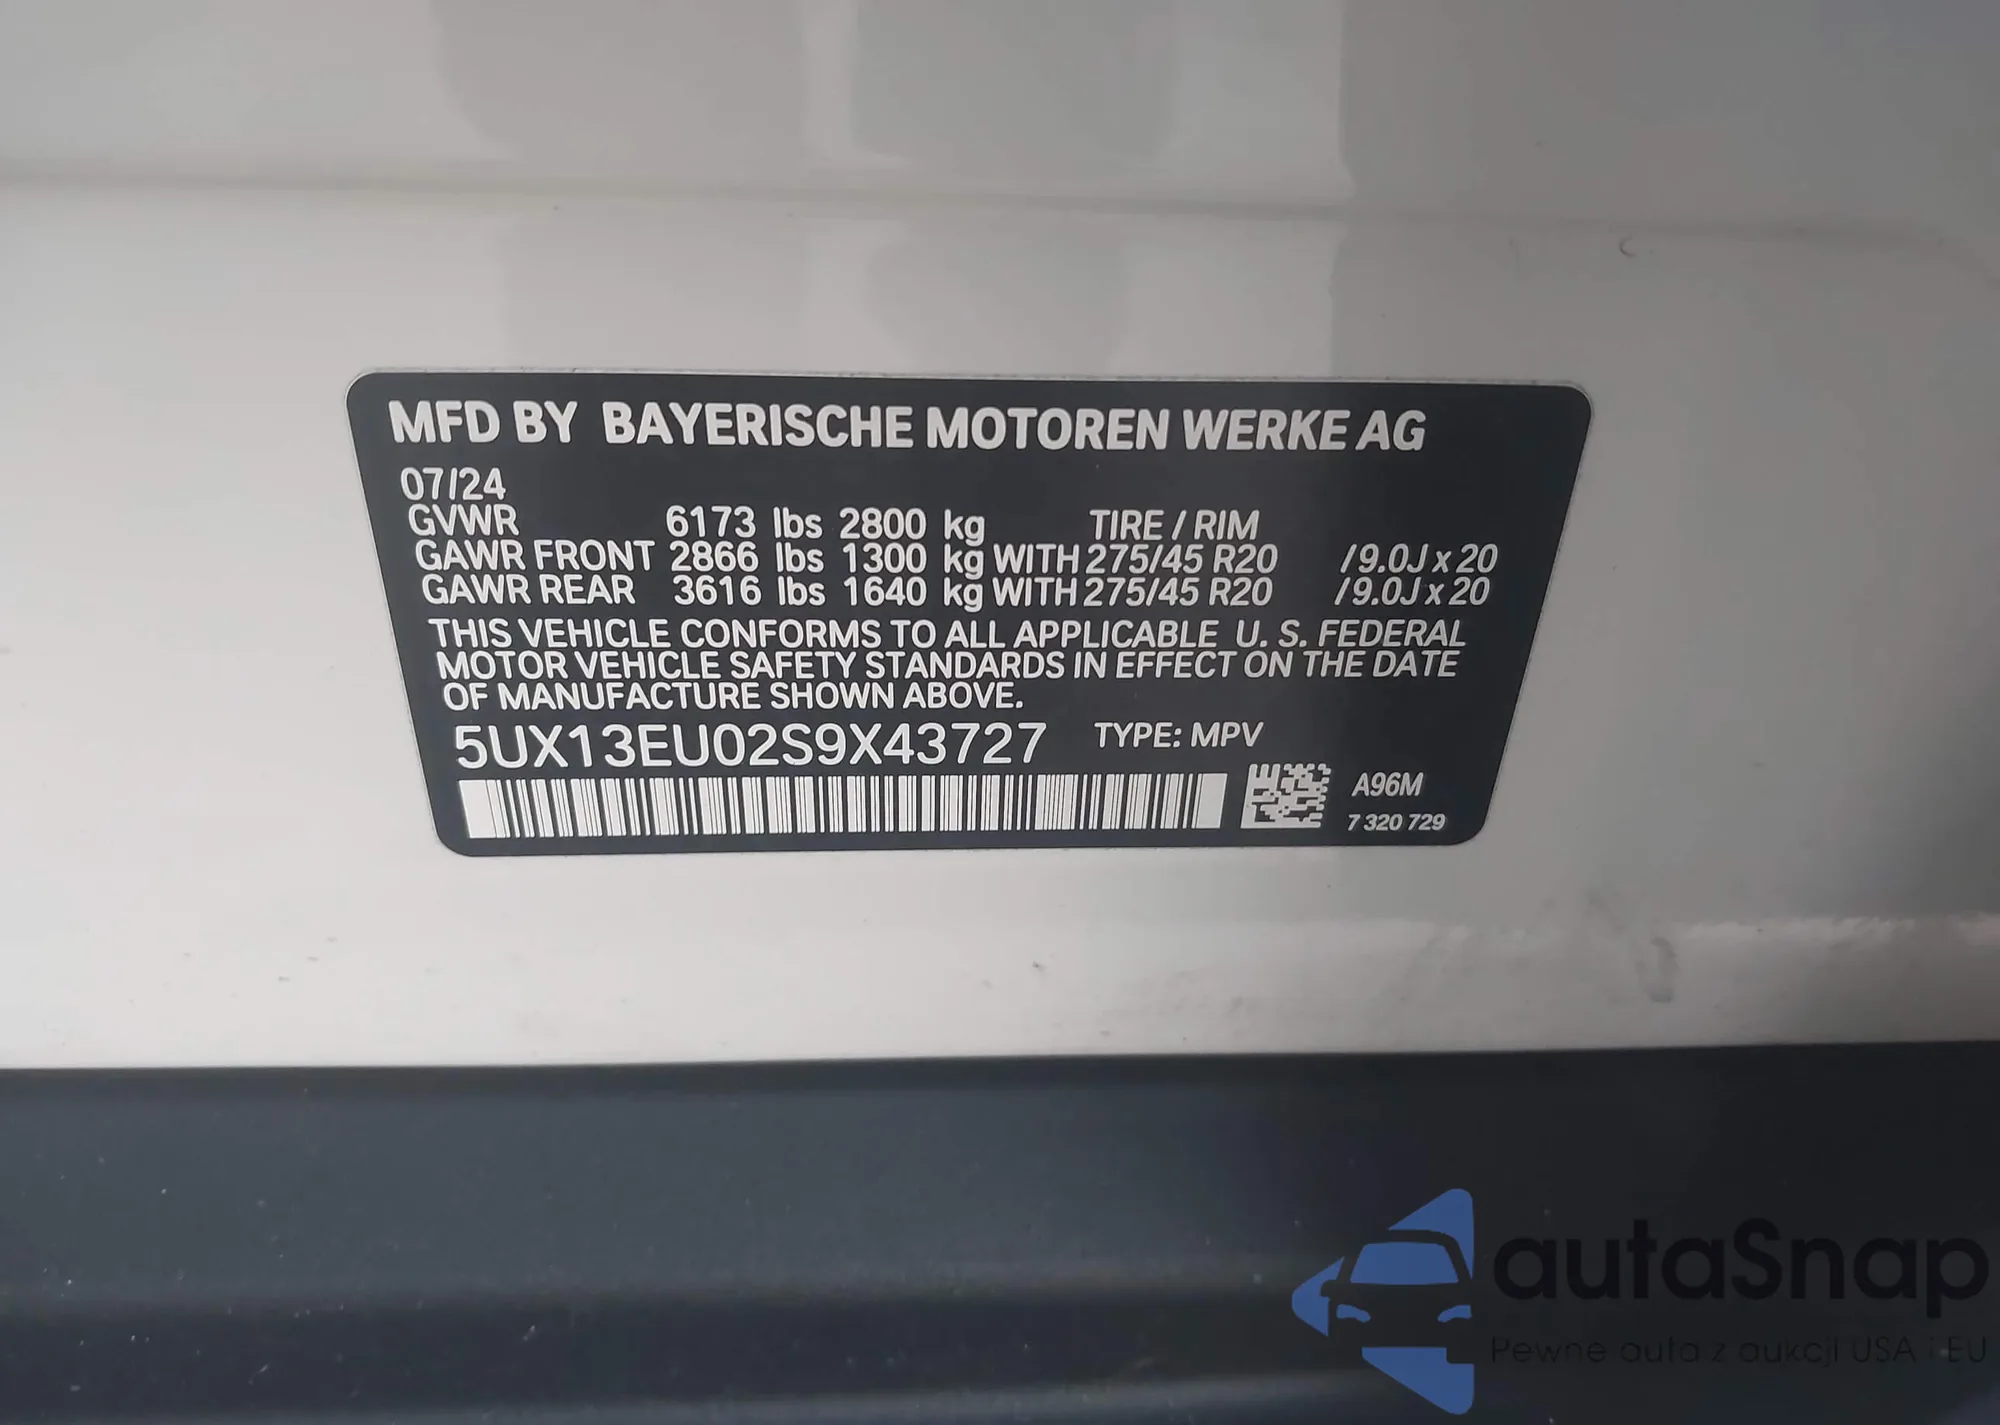 MFD BY BAYERISCHE MOTOREN WERKE AG
07/24
GVWR 6173 lbs 2800 kg TIRE / RIM
GAWR FRONT 2866 lbs 1300 kg WITH 275/45 R20 /9.0J x 20
GAWR REAR 3616 lbs 1640 kg WITH 275/45 R20 /9.0J x 20
THIS VEHICLE CONFORMS TO ALL APPLICABLE U. S. FEDERAL
MOTOR VEHICLE SAFETY STANDARDS IN EFFECT ON THE DATE
OF MANUFACTURE SHOWN ABOVE.
5UX13EU02S9X43727 TYPE: MPV
A96M
7 320 729
autaSnap
Pewne auta z aukcji USA i EU